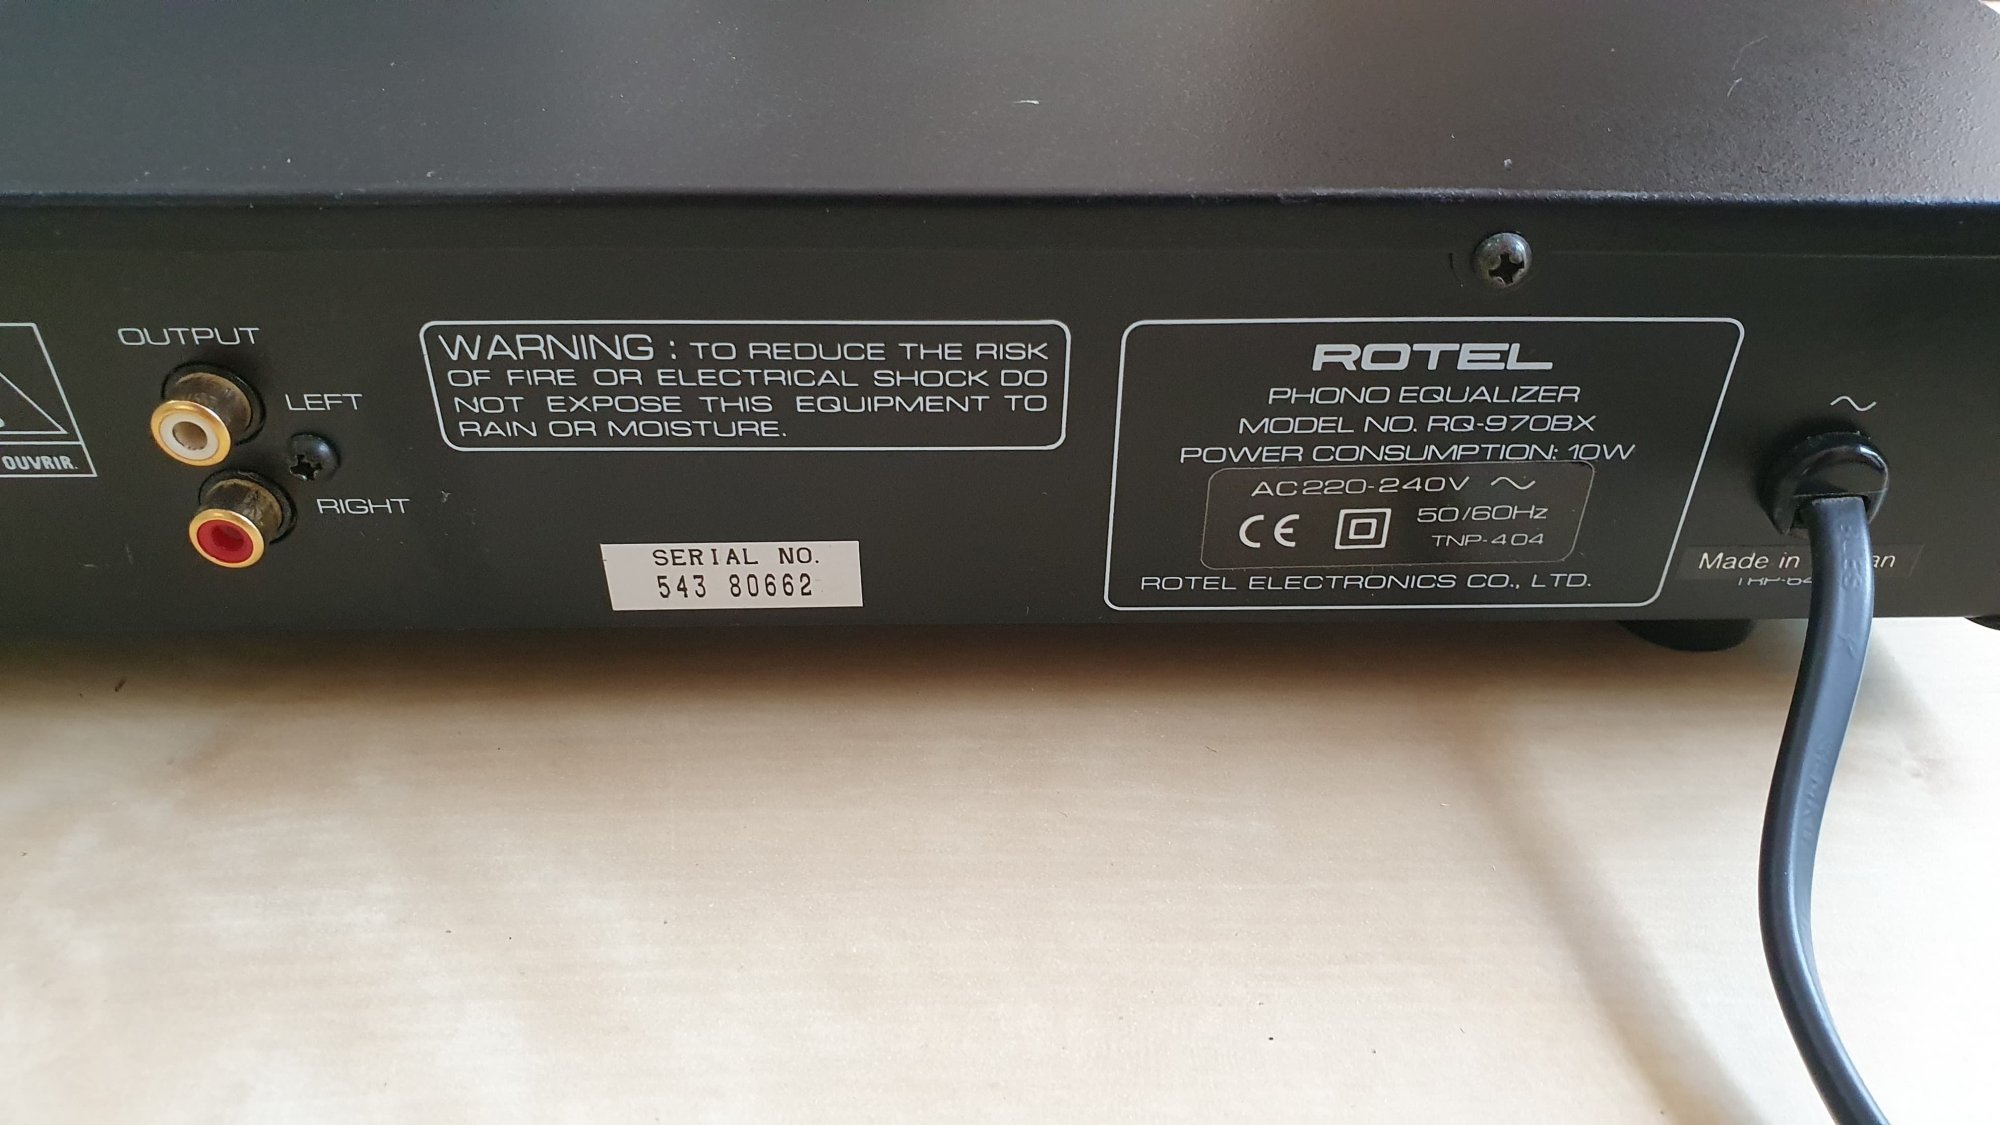 OUVRIR.
OUTPUT
LEFT
RIGHT
WARNING : TO REDUCE THE RISK
OF FIRE OR ELECTRICAL SHOCK DO
NOT EXPOSE THIS EQUIPMENT TO
RAIN OR MOISTURE.
SERIAL NO.
543 80662
ROTEL
PHONO EQUALIZER
MODEL NO. RQ-970BX
POWER CONSUMPTION: 10W
AC220-240V
CE 50/60Hz
TNP-404
ROTEL ELECTRONICS CO., LTD.
Made in